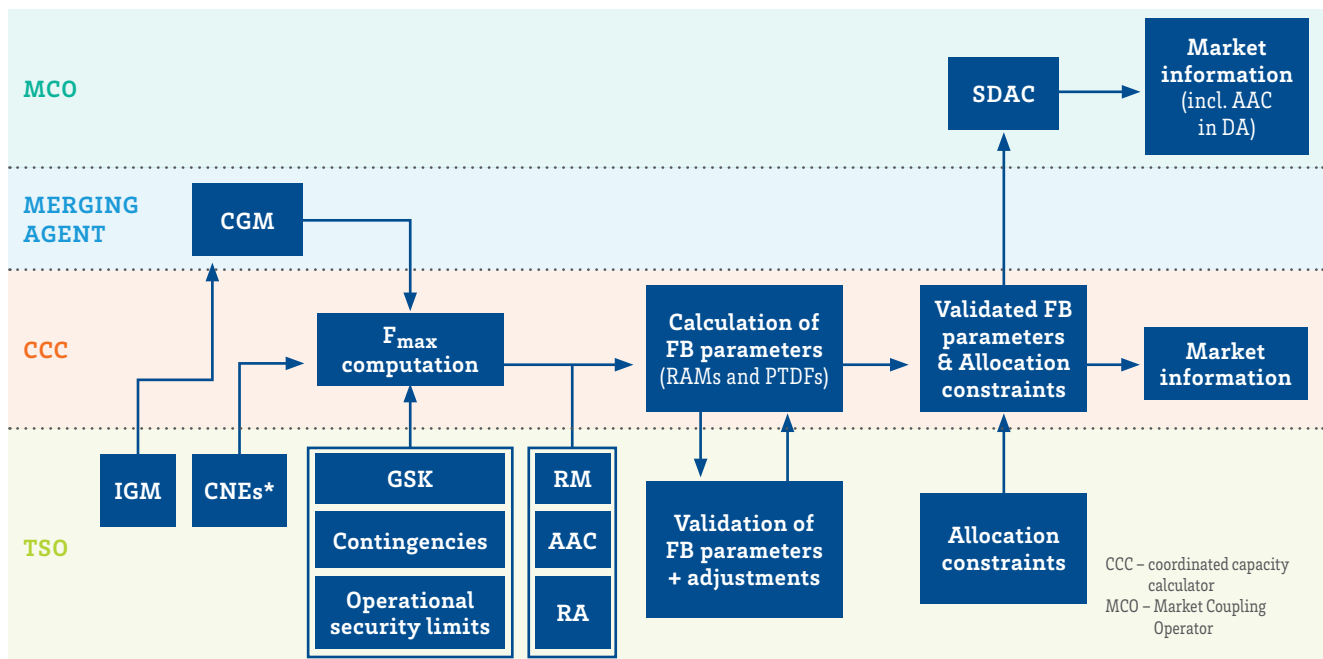 MCO
SDAC
Market
information
(incl. AAC
in DA)
MERGING
AGENT
CGM
CCC
Fmax
computation
Calculation of
FB parameters
(RAMs and PTDFs)
Validated FB
parameters
& Allocation
constraints
Market
information
TSO
IGM
CNEs*
GSK
Contingencies
Operational
security limits
RM
AAC
RA
Validation of
FB parameters
+ adjustments
Allocation
constraints
CCC – coordinated capacity
calculator
MCO – Market Coupling
Operator